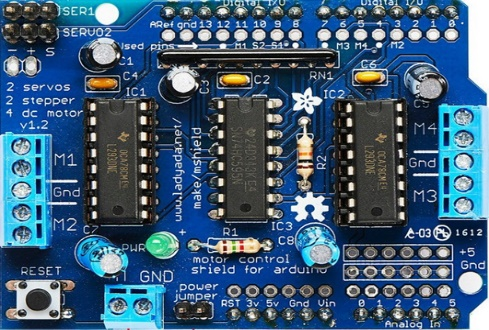 Digital I/O
Digital I/O
SER1
ARef gnd 13 12 11 10 9 8
7 6 5 4 3 2 1 0
SERVO2
Used pins
M1 S2 S1
M3 M4
M2
- + S
C1
C3
C4
C2
RN1
C6
IC1
IC2
2 servos
2 stepper
4 dc motor
v1.2
L293DNE
SN74HC595N
L293DNE
www.ladyada.net/
make/mshield
R2
M4
M1
Gnd
Gnd
M3
M2
C7
PWR
+
R1
IC3
C8
1612
motor control
shield for arduino
+5
Gnd
RESET
GND
power
jumper
RST 3v 5v Gnd Vin
0 1 2 3 4 5
Analog In